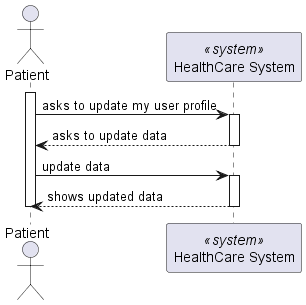 Patient
«system»
HealthCare System
asks to update my user profile
asks to update data
update data
shows updated data
Patient
«system»
HealthCare System